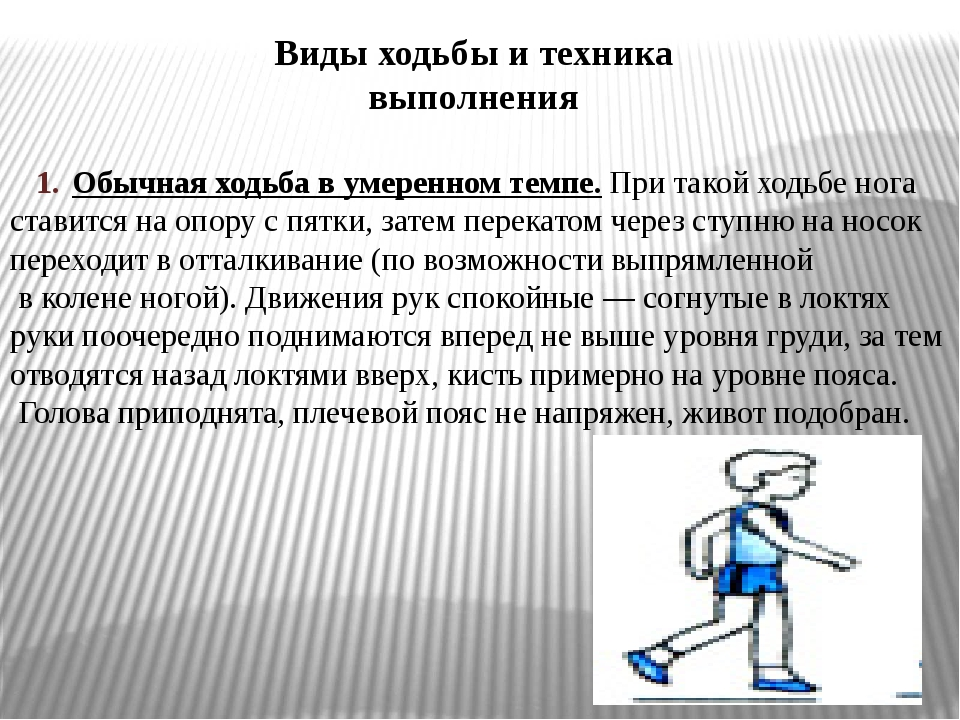 Виды ходьбы и техника
выполнения
1. Обычная ходьба в умеренном темпе. При такой ходьбе нога
ставится на опору с пятки, затем перекатом через ступню на носок
переходит в отталкивание (по возможности выпрямленной
в колене ногой). Движения рук спокойные — согнутые в локтях
руки поочередно поднимаются вперед не выше уровня груди, за тем
отводятся назад локтями вверх, кисть примерно на уровне пояса.
Голова приподнята, плечевой пояс не напряжен, живот подобран.